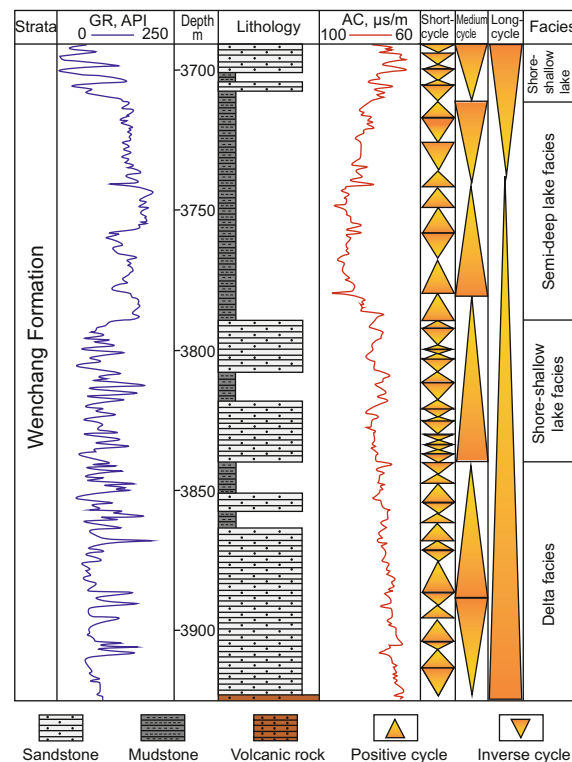 Strata
GR, API
0 250
Depth
m
Lithology
AC, μs/m
100 60
Short-
cycle
Medium
cycle
Long-
cycle
Facies
Wenchang Formation
–3700
–3750
–3800
–3850
–3900
Shore-
shallow
lake
Semi-deep lake facies
Shore-shallow
lake facies
Delta facies
Sandstone
Mudstone
Volcanic rock
Positive cycle
Inverse cycle